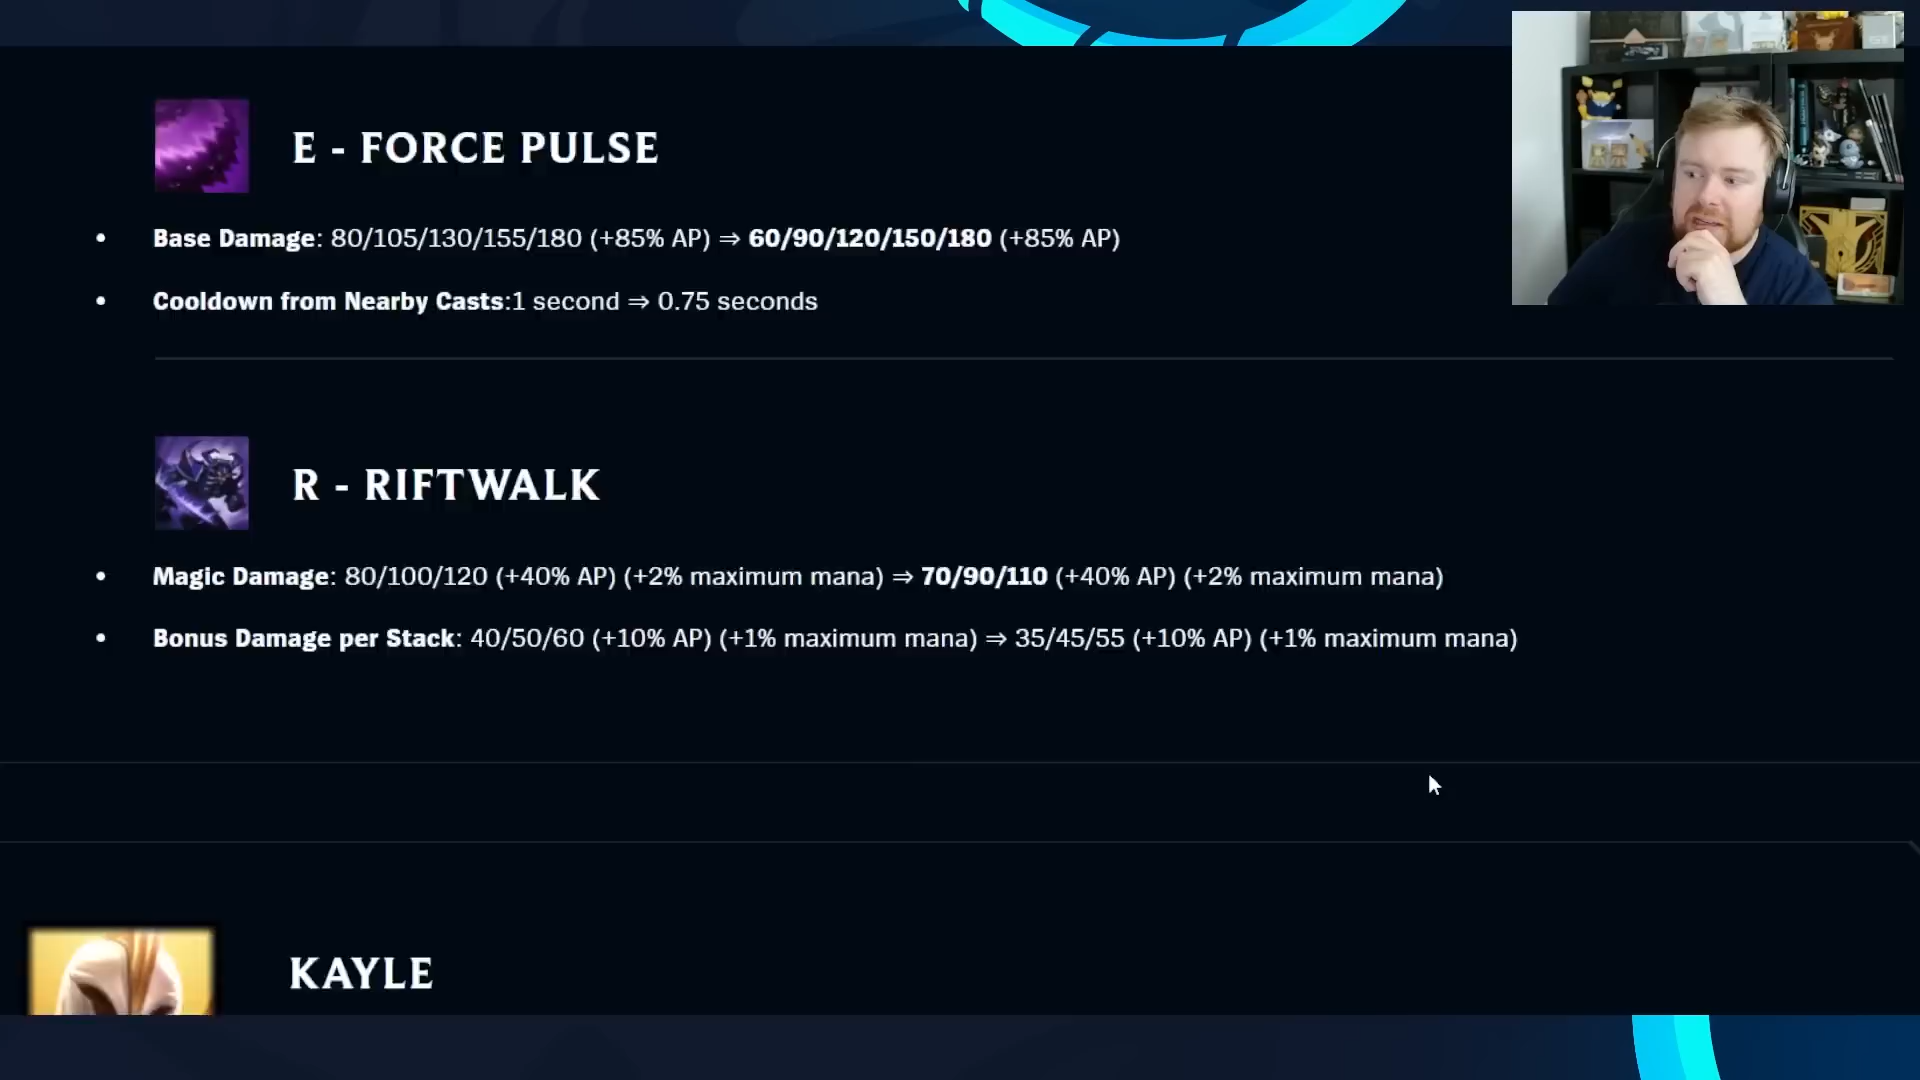 E - FORCE PULSE
• Base Damage: 80/105/130/155/180 (+85% AP) ⇒ 60/90/120/150/180 (+85% AP)
• Cooldown from Nearby Casts:1 second ⇒ 0.75 seconds
R - RIFTWALK
• Magic Damage: 80/100/120 (+40% AP) (+2% maximum mana) ⇒ 70/90/110 (+40% AP) (+2% maximum mana)
• Bonus Damage per Stack: 40/50/60 (+10% AP) (+1% maximum mana) ⇒ 35/45/55 (+10% AP) (+1% maximum mana)
KAYLE